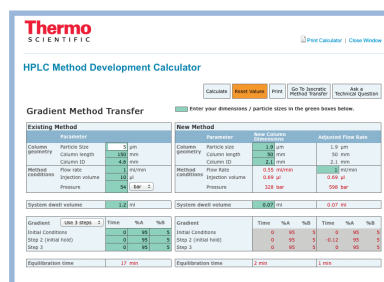 Thermo
SCIENTIFIC
Print Calculator | Close Window
HPLC Method Development Calculator
Calculate Reset Values Print Go To Isocratic Method Transfer Ask a Technical Question
Gradient Method Transfer
Enter your dimensions / particle sizes in the green boxes below.
Existing Method New Method
Parameter Parameter New Column Dimensions Adjusted Flow Rate
Column geometry Particle Size 5 µm Column geometry Particle Size 1.9 µm 1.9 µm
Column length 150 mm Column length 50 mm 50 mm
Column ID 4.6 mm Column ID 2.1 mm 2.1 mm
Method conditions Flow rate 1 ml/min Method conditions Flow Rate 0.55 ml/min 1 ml/min
Injection volume 10 µl Injection volume 0.69 µl 0.69 µl
Pressure 54 bar Pressure 328 bar 598 bar
System dwell volume 1.2 ml System dwell volume 0.07 ml 0.07 ml
Gradient Use 3 steps Time %A %B Gradient Time %A %B Time %A %B
Initial Conditions 0 95 5 Initial Conditions 0 95 5 0 95 5
Step 2 (initial hold) 0 95 5 Step 2 (initial hold) 0 95 5 -0.12 95 5
Step 3 0 95 5 Step 3 0 95 5 0 95 5
Equilibration time 17 min Equilibration time 2 min 1 min